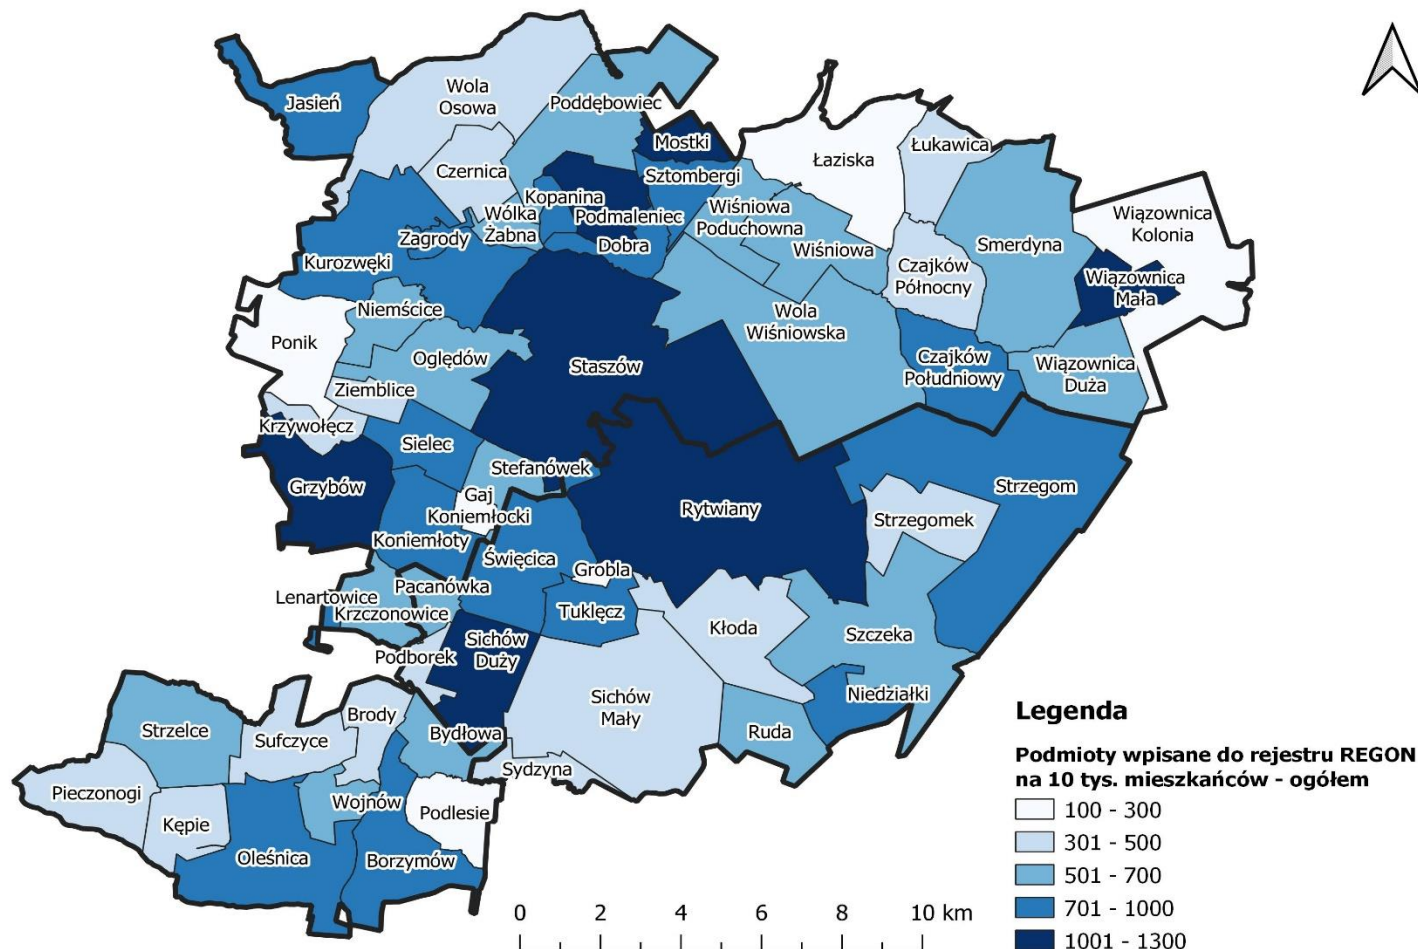 Jasień
Wola
Osowa
Poddębowiec
Czernica
Mostki
Sztombergi
Łaziska
Łukawica
Kopanina
Podmaleniec
Wólka
Żabna
Dobra
Zagrody
Kurozwęki
Wiśniowa
Poduchowna
Wiśniowa
Czajków
Północny
Smerdyna
Wiązownica
Kolonia
Wiązownica
Mała
Niemścice
Ponik
Oględów
Ziemblice
Staszów
Wola
Wiśniowska
Czajków
Południowy
Wiązownica
Duża
Krzywołęcz
Sielec
Grzybów
Stefanówek
Gaj
Koniemłocki
Koniemłoty
Rytwiany
Strzegom
Strzegomek
Święcica
Grobla
Pacanówka
Lenartowice
Krzczonowice
Tuklęcz
Kłoda
Szczeka
Podborek
Sichów
Duży
Sichów
Mały
Niedziałki
Ruda
Strzelce
Sufczyce
Brody
Bydłowa
Sydzyna
Pieczonogi
Kępie
Wojnów
Podlesie
Oleśnica
Borzymów
0 2 4 6 8 10 km
Legenda
Podmioty wpisane do rejestru REGON
na 10 tys. mieszkańców - ogółem
100 - 300
301 - 500
501 - 700
701 - 1000
1001 - 1300